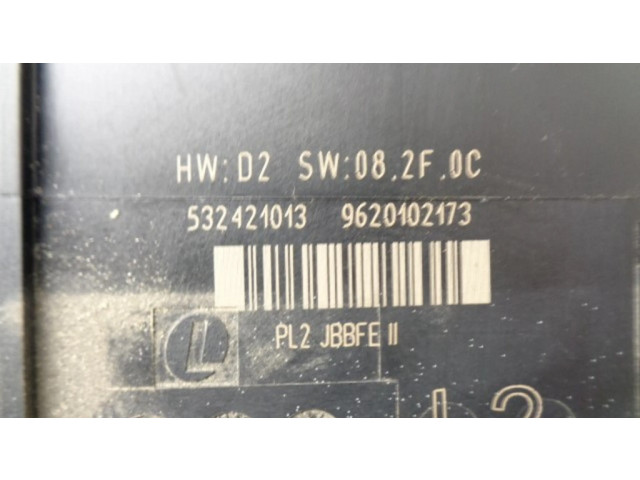 HW:D2 SW:08.2F.0C
532421013 9620102173
PL2 JBBFE II
L